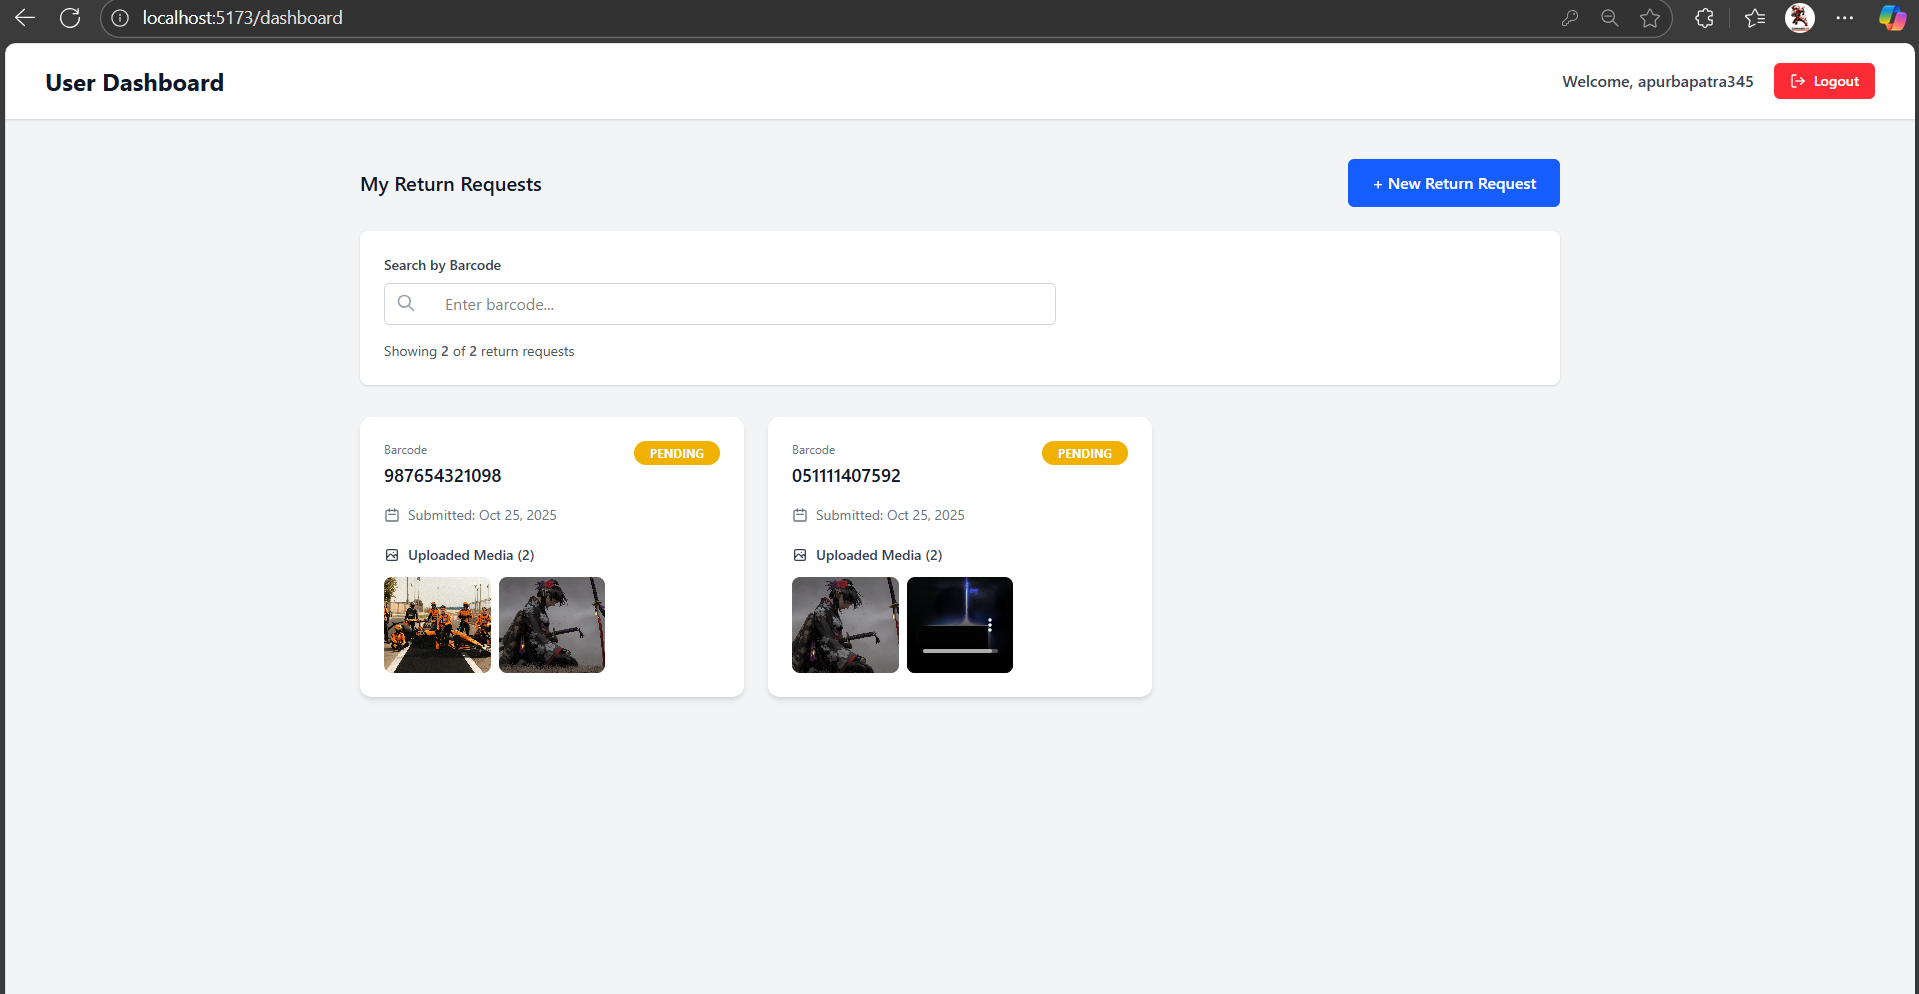 localhost:5173/dashboard
User Dashboard
Welcome, apurbapatra345
Logout
My Return Requests
+ New Return Request
Search by Barcode
Enter barcode...
Showing 2 of 2 return requests
Barcode
PENDING
987654321098
Submitted: Oct 25, 2025
Uploaded Media (2)
Barcode
PENDING
051111407592
Submitted: Oct 25, 2025
Uploaded Media (2)